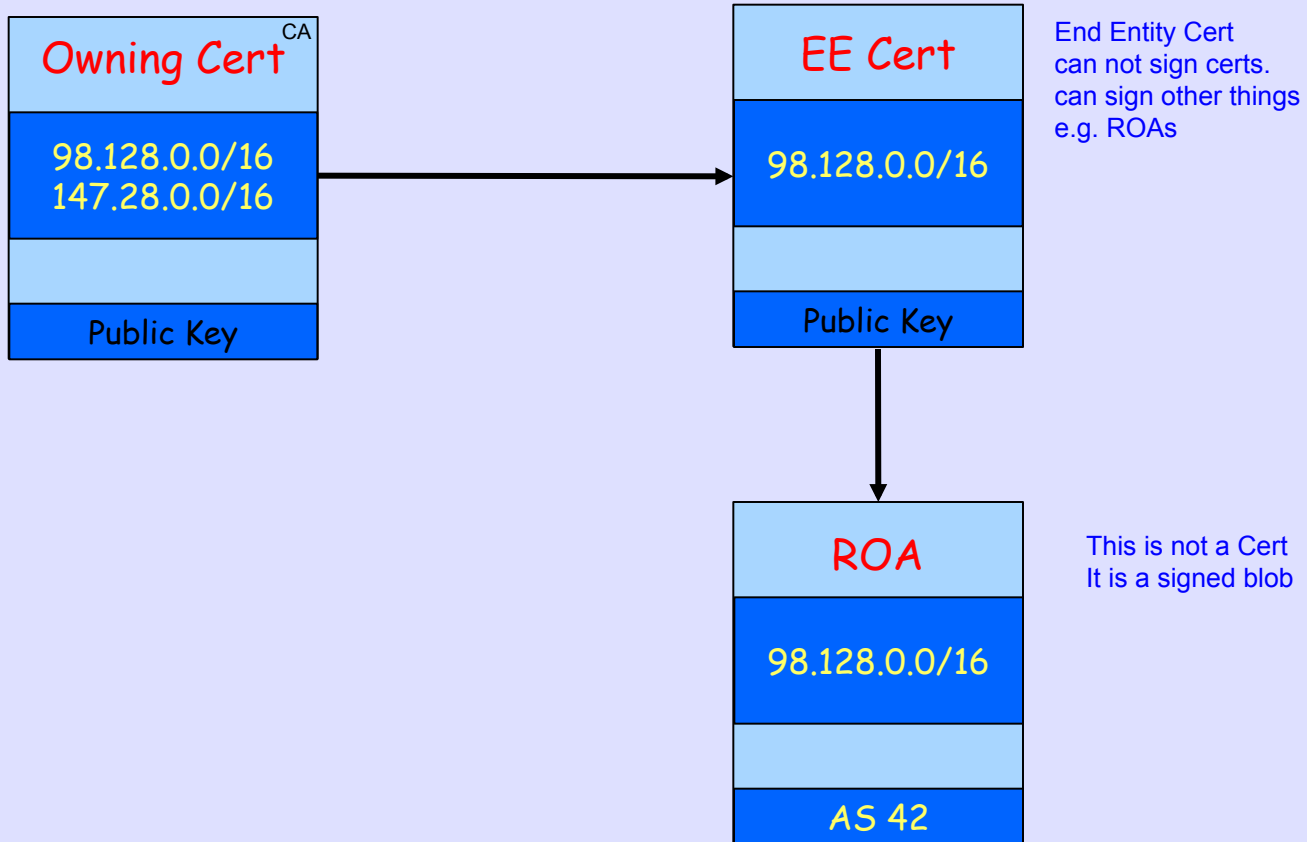 CA
Owning Cert
98.128.0.0/16
147.28.0.0/16
Public Key
EE Cert
98.128.0.0/16
Public Key
End Entity Cert
can not sign certs.
can sign other things
e.g. ROAs
ROA
98.128.0.0/16
AS 42
This is not a Cert
It is a signed blob